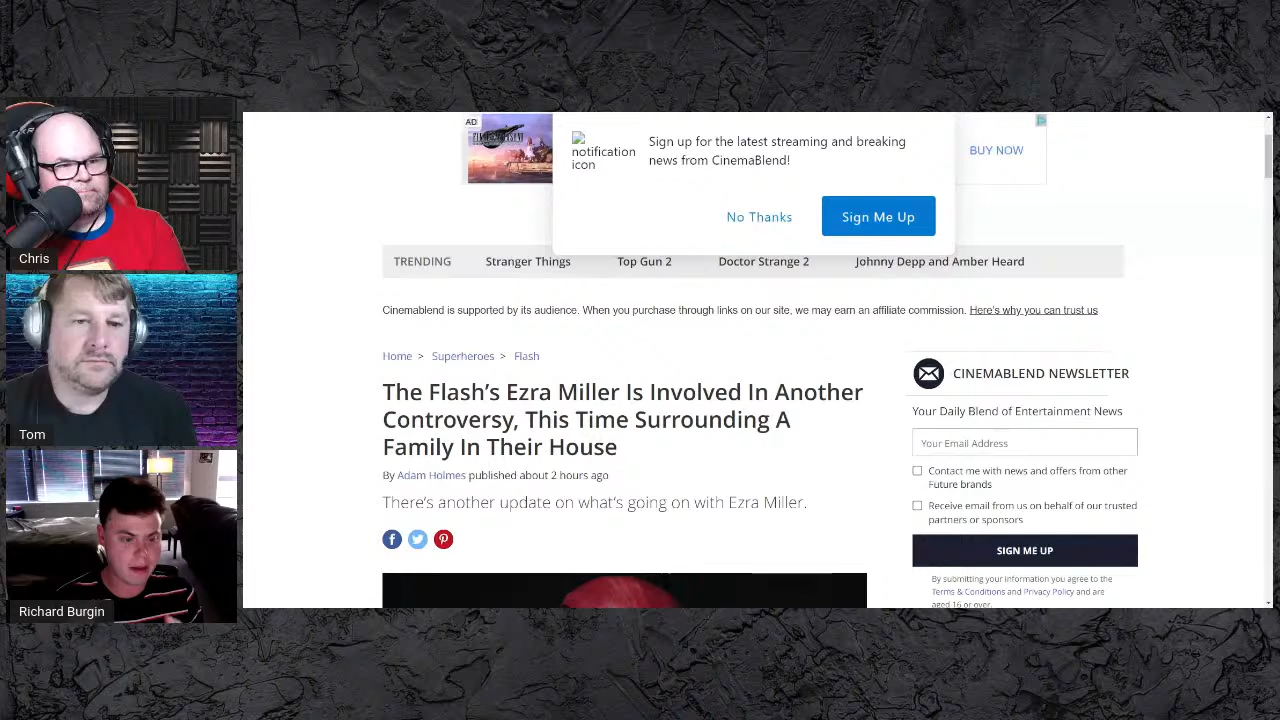 Chris
Tom
Richard Burgin
AD
notification
icon
Sign up for the latest streaming and breaking
news from CinemaBlend!
BUY NOW
No Thanks
Sign Me Up
TRENDING
Stranger Things
Top Gun 2
Doctor Strange 2
Johnny Depp and Amber Heard
Cinemablend is supported by its audience. When you purchase through links on our site, we may earn an affiliate commission. Here's why you can trust us
Home > Superheroes > Flash
The Flash's Ezra Miller Is Involved In Another
Controversy, This Time Surrounding A
Family In Their House
By Adam Holmes published about 2 hours ago
There's another update on what's going on with Ezra Miller.
CINEMABLEND NEWSLETTER
Your Daily Blend of Entertainment News
Your Email Address
Contact me with news and offers from other
Future brands
Receive email from us on behalf of our trusted
partners or sponsors
SIGN ME UP
By submitting your information you agree to the
Terms & Conditions and Privacy Policy and are
aged 16 or over.